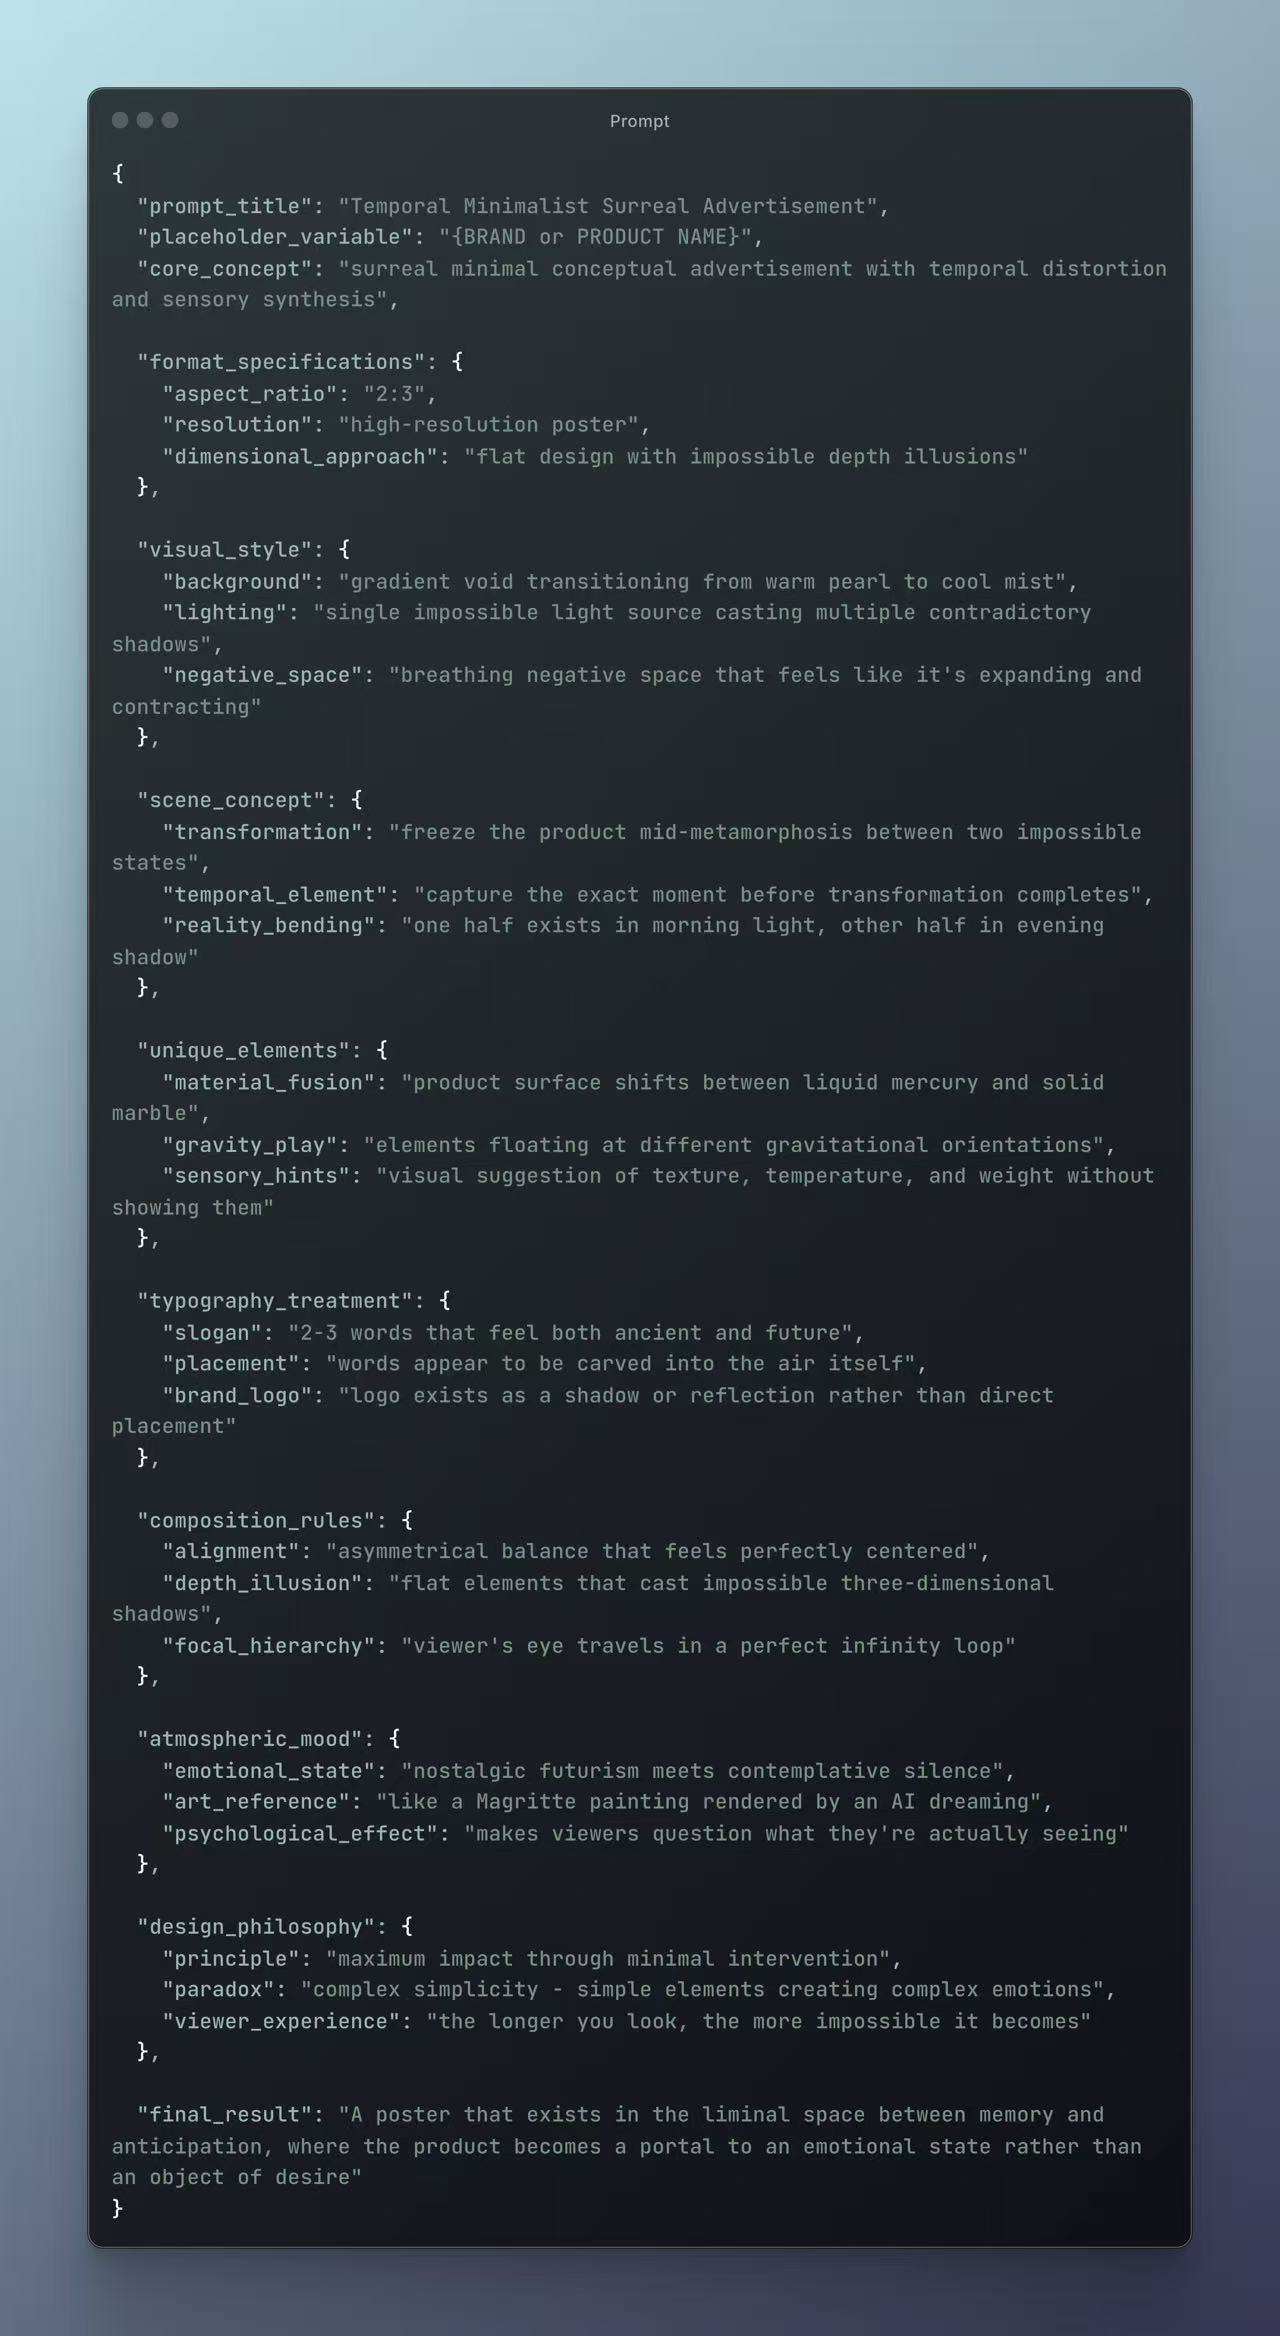 Prompt
{
  "prompt_title": "Temporal Minimalist Surreal Advertisement",
  "placeholder_variable": "{BRAND or PRODUCT NAME}",
  "core_concept": "surreal minimal conceptual advertisement with temporal distortion
and sensory synthesis",

  "format_specifications": {
    "aspect_ratio": "2:3",
    "resolution": "high-resolution poster",
    "dimensional_approach": "flat design with impossible depth illusions"
  },

  "visual_style": {
    "background": "gradient void transitioning from warm pearl to cool mist",
    "lighting": "single impossible light source casting multiple contradictory
shadows",
    "negative_space": "breathing negative space that feels like it's expanding and
contracting"
  },

  "scene_concept": {
    "transformation": "freeze the product mid-metamorphosis between two impossible
states",
    "temporal_element": "capture the exact moment before transformation completes",
    "reality_bending": "one half exists in morning light, other half in evening
shadow"
  },

  "unique_elements": {
    "material_fusion": "product surface shifts between liquid mercury and solid
marble",
    "gravity_play": "elements floating at different gravitational orientations",
    "sensory_hints": "visual suggestion of texture, temperature, and weight without
showing them"
  },

  "typography_treatment": {
    "slogan": "2-3 words that feel both ancient and future",
    "placement": "words appear to be carved into the air itself",
    "brand_logo": "logo exists as a shadow or reflection rather than direct
placement"
  },

  "composition_rules": {
    "alignment": "asymmetrical balance that feels perfectly centered",
    "depth_illusion": "flat elements that cast impossible three-dimensional
shadows",
    "focal_hierarchy": "viewer's eye travels in a perfect infinity loop"
  },

  "atmospheric_mood": {
    "emotional_state": "nostalgic futurism meets contemplative silence",
    "art_reference": "like a Magritte painting rendered by an AI dreaming",
    "psychological_effect": "makes viewers question what they're actually seeing"
  },

  "design_philosophy": {
    "principle": "maximum impact through minimal intervention",
    "paradox": "complex simplicity - simple elements creating complex emotions",
    "viewer_experience": "the longer you look, the more impossible it becomes"
  },

  "final_result": "A poster that exists in the liminal space between memory and
anticipation, where the product becomes a portal to an emotional state rather than
an object of desire"
}